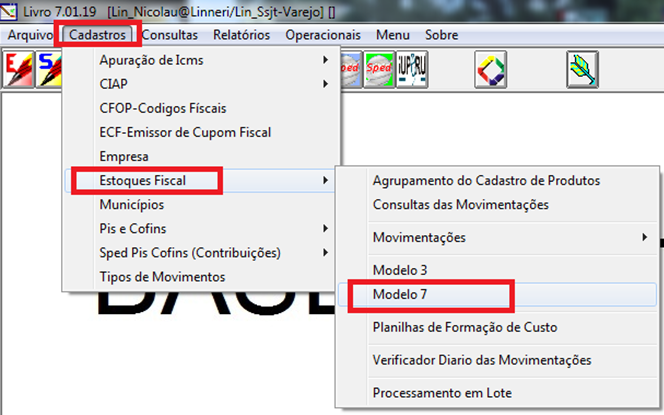 Livro 7.01.19 [Lin_Nicolau@Linneri/Lin_Ssjt-Varejo] []
Arquivo Cadastros Consultas Relatórios Operacionais Menu Sobre
Apuração de Icms
CIAP
CFOP-Codigos Físcais
ECF-Emissor de Cupom Fiscal
Empresa
Estoques Fiscal
Municípios
Pis e Cofins
Sped Pis Cofins (Contribuições)
Tipos de Movimentos
Agrupamento do Cadastro de Produtos
Consultas das Movimentações
Movimentações
Modelo 3
Modelo 7
Planilhas de Formação de Custo
Verificador Diario das Movimentações
Processamento em Lote
Sped